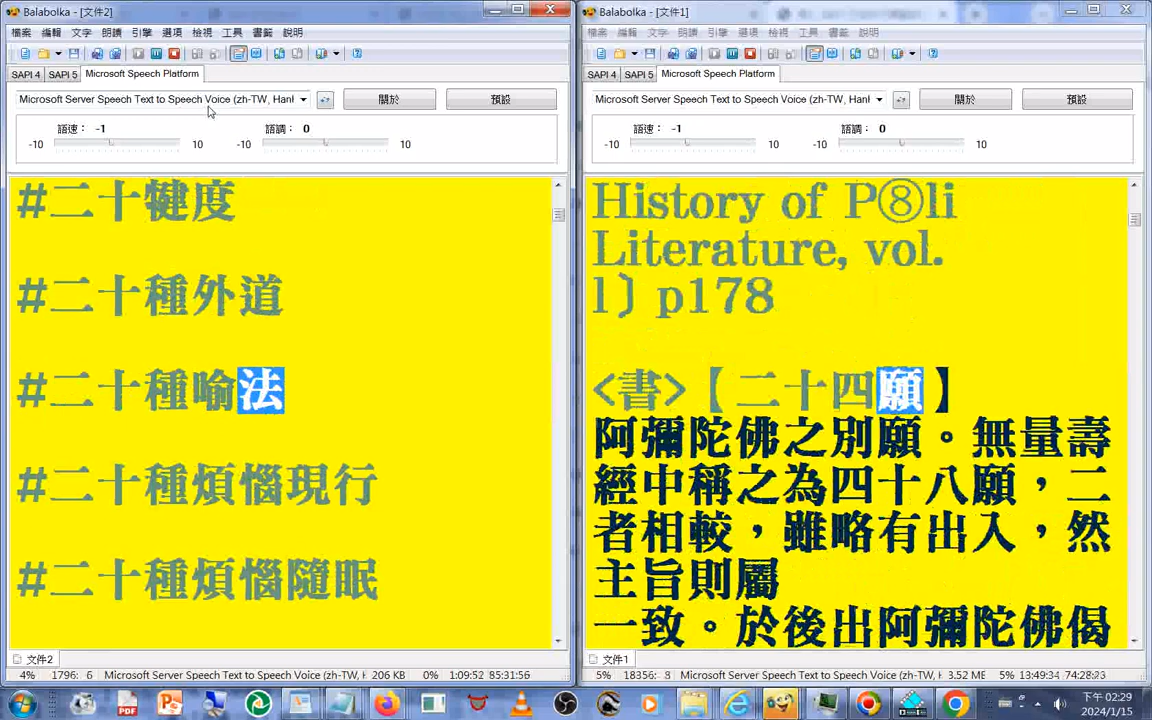 Balabolka - [文件2]
檔案 編輯 文字 朗讀 引擎 選項 檢視 工具 書籤 說明
SAPI 4 SAPI 5 Microsoft Speech Platform
Microsoft Server Speech Text to Speech Voice (zh-TW, Hanl
關於 預設
語速： -1 語調： 0
-10 10 -10 10
#二十犍度
#二十種外道
#二十種喻法
#二十種煩惱現行
#二十種煩惱隨眠
文件2
4% 1796: 6 Microsoft Server Speech Text to Speech Voice (zh-TW, H 206 KB 0% 1:09:52 85:31:56
Balabolka - [文件1]
檔案 編輯 文字 朗讀 引擎 選項 檢視 工具 書籤 說明
SAPI 4 SAPI 5 Microsoft Speech Platform
Microsoft Server Speech Text to Speech Voice (zh-TW, Hanl
關於 預設
語速： -1 語調： 0
-10 10 -10 10
History of P⑧li
Literature, vol.
1〕p178
<書>【二十四願】
阿彌陀佛之別願。無量壽
經中稱之為四十八願，二
者相較，雖略有出入，然
主旨則屬
一致。於後出阿彌陀佛偈
文件1
5% 18356: 8 Microsoft Server Speech Text to Speech Voice (zh-TW, H 3.52 MB 5% 13:49:34 74:28:23
PDF
下午 02:29
2024/1/15